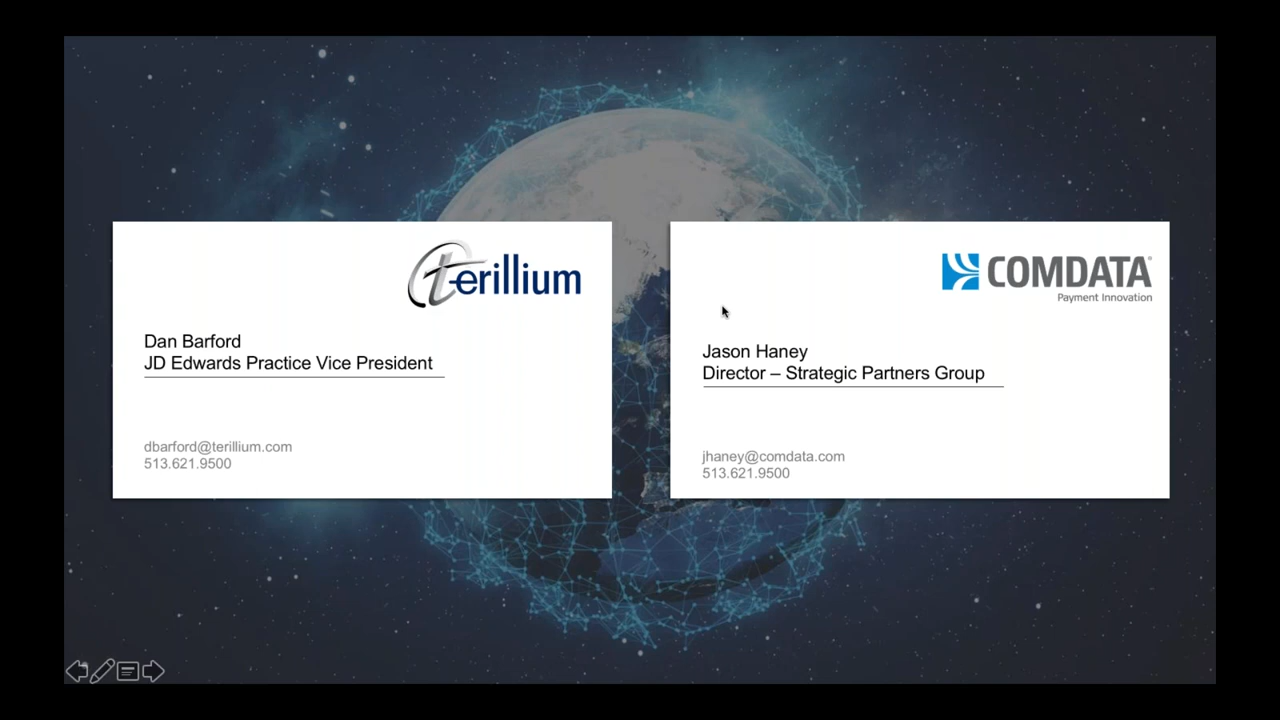 terillium
Dan Barford
JD Edwards Practice Vice President
dbarford@terillium.com
513.621.9500
COMDATA®
Payment Innovation
Jason Haney
Director – Strategic Partners Group
jhaney@comdata.com
513.621.9500